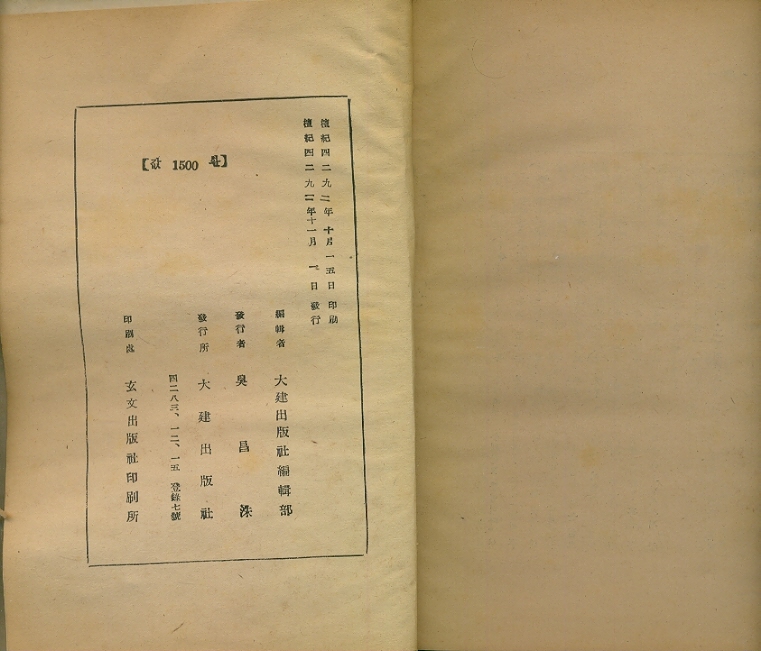 檀紀四二九二年十月一五日 印刷
檀紀四二九二年十一月一日 發行
編輯者 大建出版社編輯部
發行者 吳昌洙
發行所 大建出版社
四二八三、一二、一五 登錄七號
印刷處 玄文出版社印刷所
【값 1500 환】